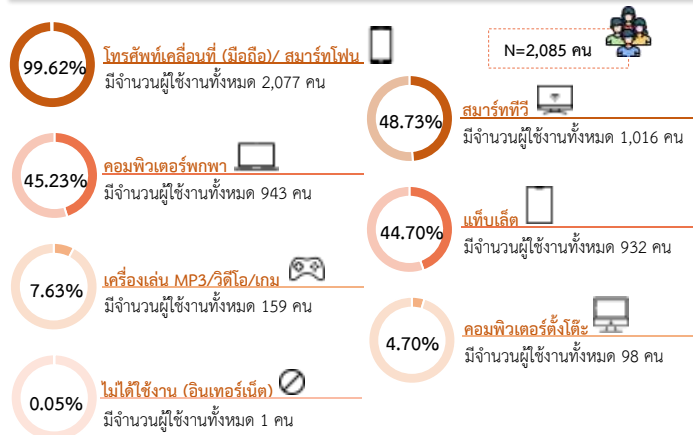 99.62%
โทรศัพท์เคลื่อนที่ (มือถือ)/ สมาร์ทโฟน
มีจำนวนผู้ใช้งานทั้งหมด 2,077 คน
N=2,085 คน
48.73%
สมาร์ททีวี
มีจำนวนผู้ใช้งานทั้งหมด 1,016 คน
45.23%
คอมพิวเตอร์พกพา
มีจำนวนผู้ใช้งานทั้งหมด 943 คน
44.70%
แท็บเล็ต
มีจำนวนผู้ใช้งานทั้งหมด 932 คน
7.63%
เครื่องเล่น MP3/วิดีโอ/เกม
มีจำนวนผู้ใช้งานทั้งหมด 159 คน
4.70%
คอมพิวเตอร์ตั้งโต๊ะ
มีจำนวนผู้ใช้งานทั้งหมด 98 คน
0.05%
ไม่ได้ใช้งาน (อินเทอร์เน็ต)
มีจำนวนผู้ใช้งานทั้งหมด 1 คน